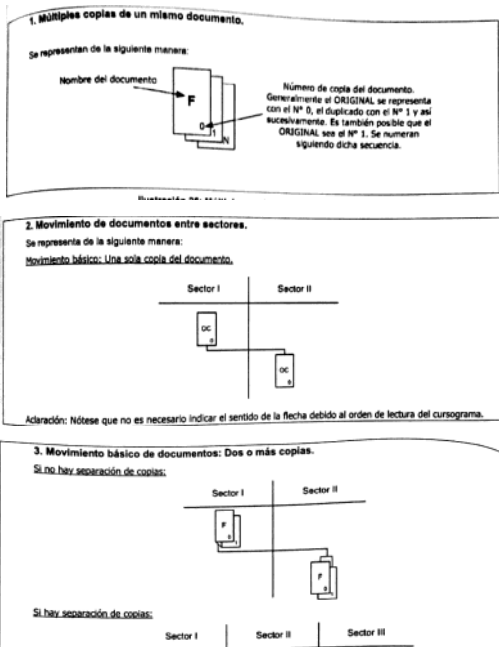 1. Múltiples copias de un mismo documento.
Se representan de la siguiente manera:
Nombre del documento
F
0
1
N
Número de copia del documento.
Generalmente el ORIGINAL se representa
con el Nº 0, el duplicado con el Nº 1 y así
sucesivamente. Es también posible que el
ORIGINAL sea el Nº 1. Se numeran
siguiendo dicha secuencia.
2. Movimiento de documentos entre sectores.
Se representa de la siguiente manera:
Movimiento básico: Una sola copia del documento.
Sector I
Sector II
OC
0
OC
0
Aclaración: Nótese que no es necesario indicar el sentido de la flecha debido al orden de lectura del cursograma.
3. Movimiento básico de documentos: Dos o más copias.
Si no hay separación de copias:
Sector I
Sector II
F
0
1
F
0
1
Si hay separación de copias:
Sector I
Sector II
Sector III